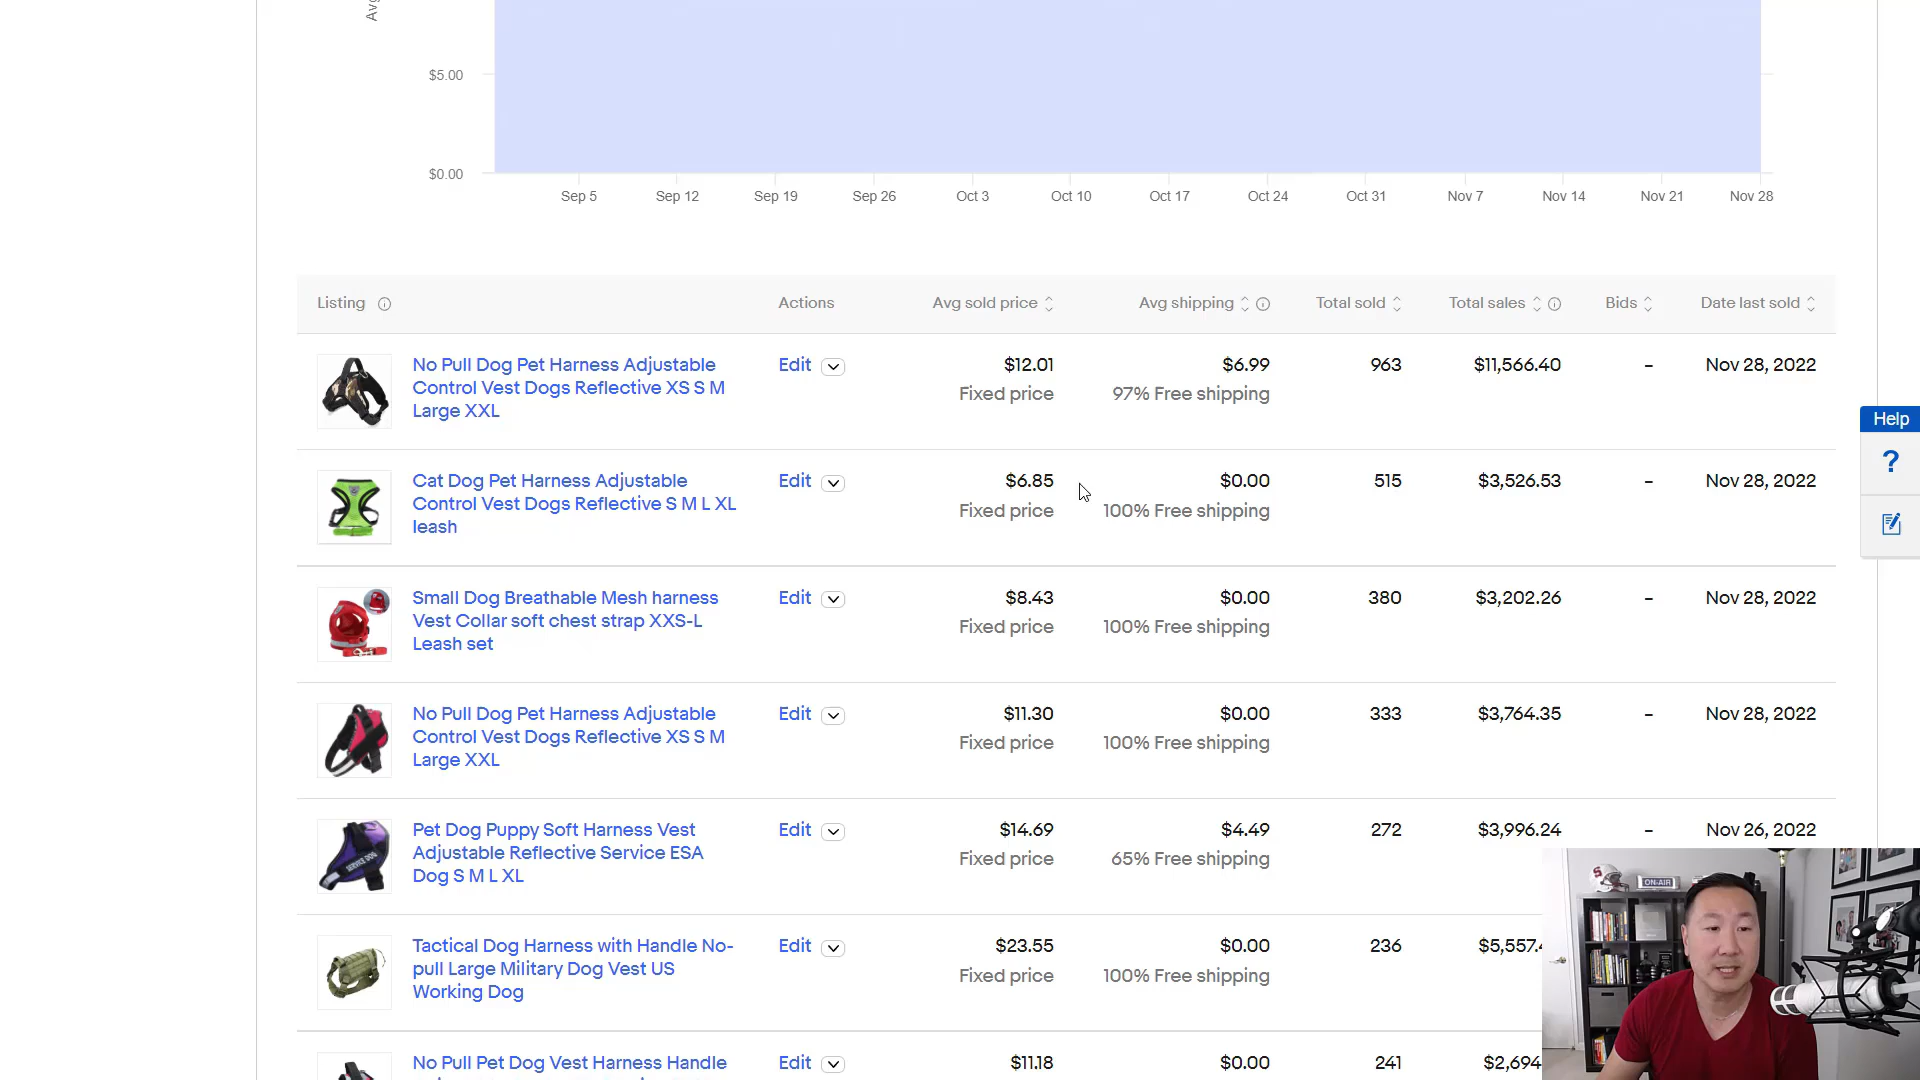 $5.00
$0.00
Sep 5 Sep 12 Sep 19 Sep 26 Oct 3 Oct 10 Oct 17 Oct 24 Oct 31 Nov 7 Nov 14 Nov 21 Nov 28
Listing Actions Avg sold price Avg shipping Total sold Total sales Bids Date last sold
No Pull Dog Pet Harness Adjustable
Control Vest Dogs Reflective XS S M
Large XXL
Edit
$12.01
Fixed price
$6.99
97% Free shipping
963
$11,566.40
–
Nov 28, 2022
Help
?
Cat Dog Pet Harness Adjustable
Control Vest Dogs Reflective S M L XL
leash
Edit
$6.85
Fixed price
$0.00
100% Free shipping
515
$3,526.53
–
Nov 28, 2022
Small Dog Breathable Mesh harness
Vest Collar soft chest strap XXS-L
Leash set
Edit
$8.43
Fixed price
$0.00
100% Free shipping
380
$3,202.26
–
Nov 28, 2022
No Pull Dog Pet Harness Adjustable
Control Vest Dogs Reflective XS S M
Large XXL
Edit
$11.30
Fixed price
$0.00
100% Free shipping
333
$3,764.35
–
Nov 28, 2022
Pet Dog Puppy Soft Harness Vest
Adjustable Reflective Service ESA
Dog S M L XL
SERVICE DOG
Edit
$14.69
Fixed price
$4.49
65% Free shipping
272
$3,996.24
–
Nov 26, 2022
Tactical Dog Harness with Handle No-
pull Large Military Dog Vest US
Working Dog
Edit
$23.55
Fixed price
$0.00
100% Free shipping
236
$5,557.
ON-AIR
S
No Pull Pet Dog Vest Harness Handle
Edit
$11.18
$0.00
241
$2,694